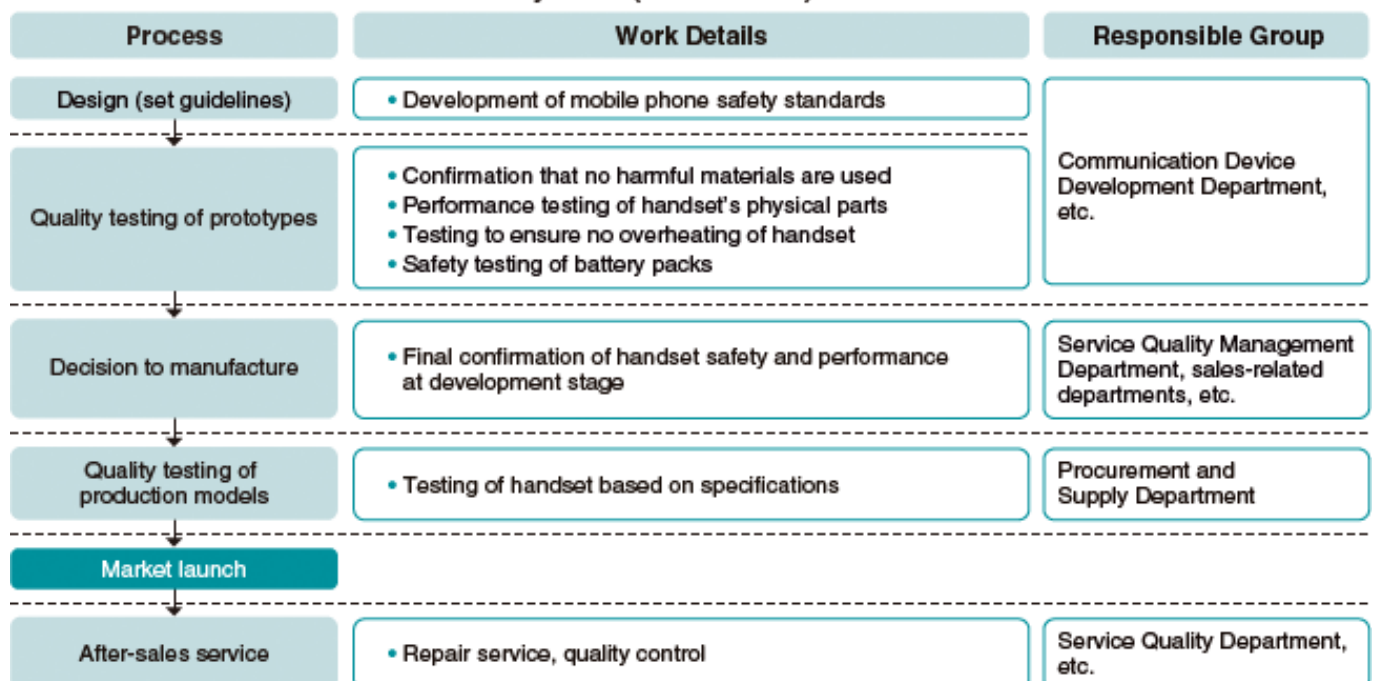 Process
Work Details
Responsible Group
Design (set guidelines)
• Development of mobile phone safety standards
Communication Device
Development Department,
etc.
Quality testing of prototypes
• Confirmation that no harmful materials are used
• Performance testing of handset's physical parts
• Testing to ensure no overheating of handset
• Safety testing of battery packs
Decision to manufacture
• Final confirmation of handset safety and performance
at development stage
Service Quality Management
Department, sales-related
departments, etc.
Quality testing of
production models
• Testing of handset based on specifications
Procurement and
Supply Department
Market launch
After-sales service
• Repair service, quality control
Service Quality Department,
etc.